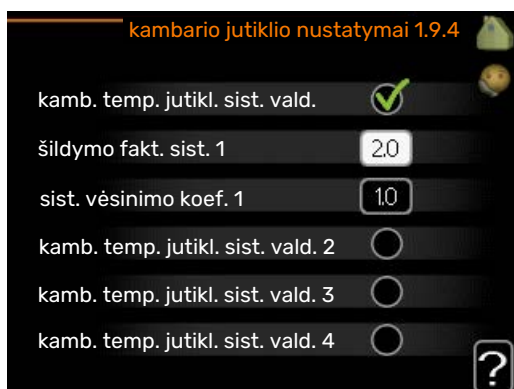 kambario jutiklio nustatymai 1.9.4
kamb. temp. jutikl. sist. vald.
šildymo fakt. sist. 1 2.0
sist. vėsinimo koef. 1 1.0
kamb. temp. jutikl. sist. vald. 2
kamb. temp. jutikl. sist. vald. 3
kamb. temp. jutikl. sist. vald. 4
?